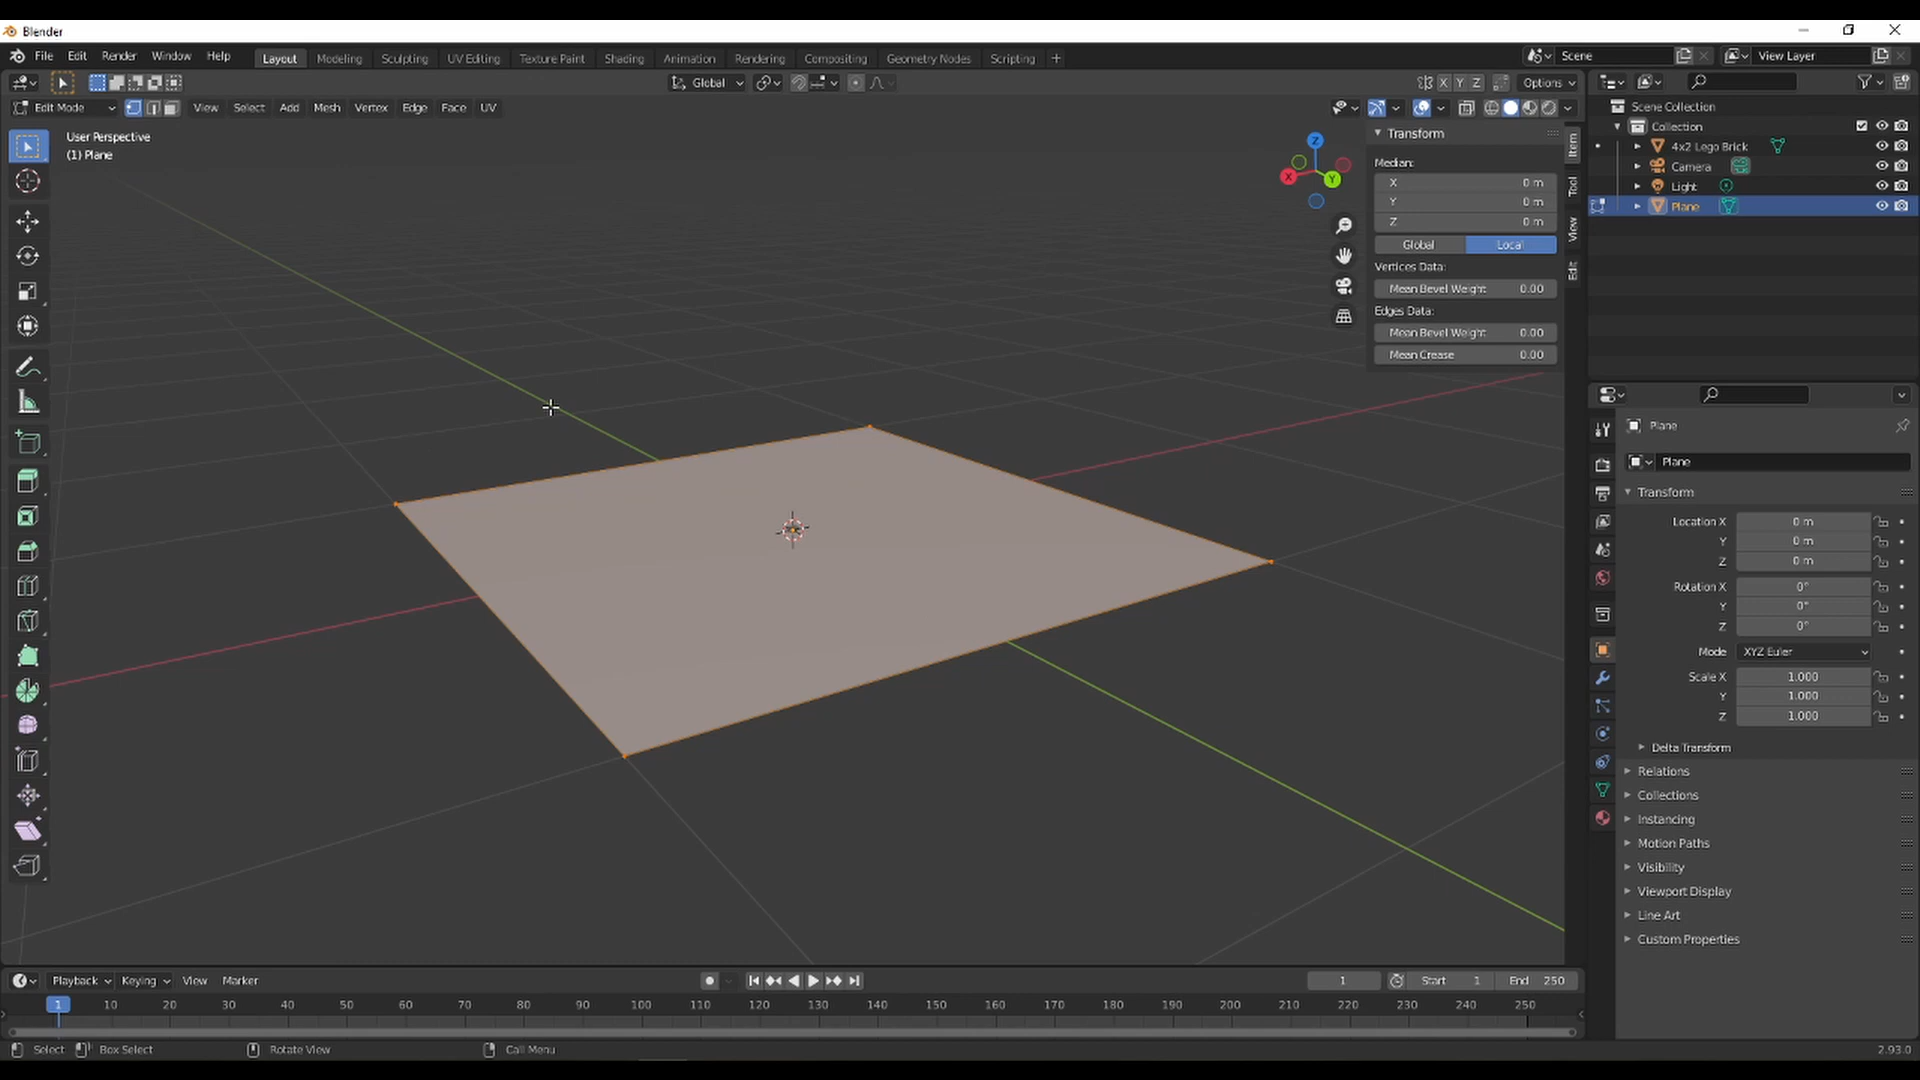 Blender
File Edit Render Window Help Layout Modeling Sculpting UV Editing Texture Paint Shading Animation Rendering Compositing Geometry Nodes Scripting + Scene View Layer
Global X Y Z Options
Edit Mode View Select Add Mesh Vertex Edge Face UV
User Perspective
(1) Plane
Z
X
Y
Transform
Median:
X 0 m
Y 0 m
Z 0 m
Global Local
Vertices Data:
Mean Bevel Weight 0.00
Edges Data:
Mean Bevel Weight 0.00
Mean Crease 0.00
Item
Tool
View
Edit
Scene Collection
Collection
4x2 Lego Brick
Camera
Light
Plane
Plane
Plane
Transform
Location X 0 m
Y 0 m
Z 0 m
Rotation X 0°
Y 0°
Z 0°
Mode XYZ Euler
Scale X 1.000
Y 1.000
Z 1.000
Delta Transform
Relations
Collections
Instancing
Motion Paths
Visibility
Viewport Display
Line Art
Custom Properties
Playback Keying View Marker 1 Start 1 End 250
1 10 20 30 40 50 60 70 80 90 100 110 120 130 140 150 160 170 180 190 200 210 220 230 240 250
Select Box Select Rotate View Call Menu 2.93.0